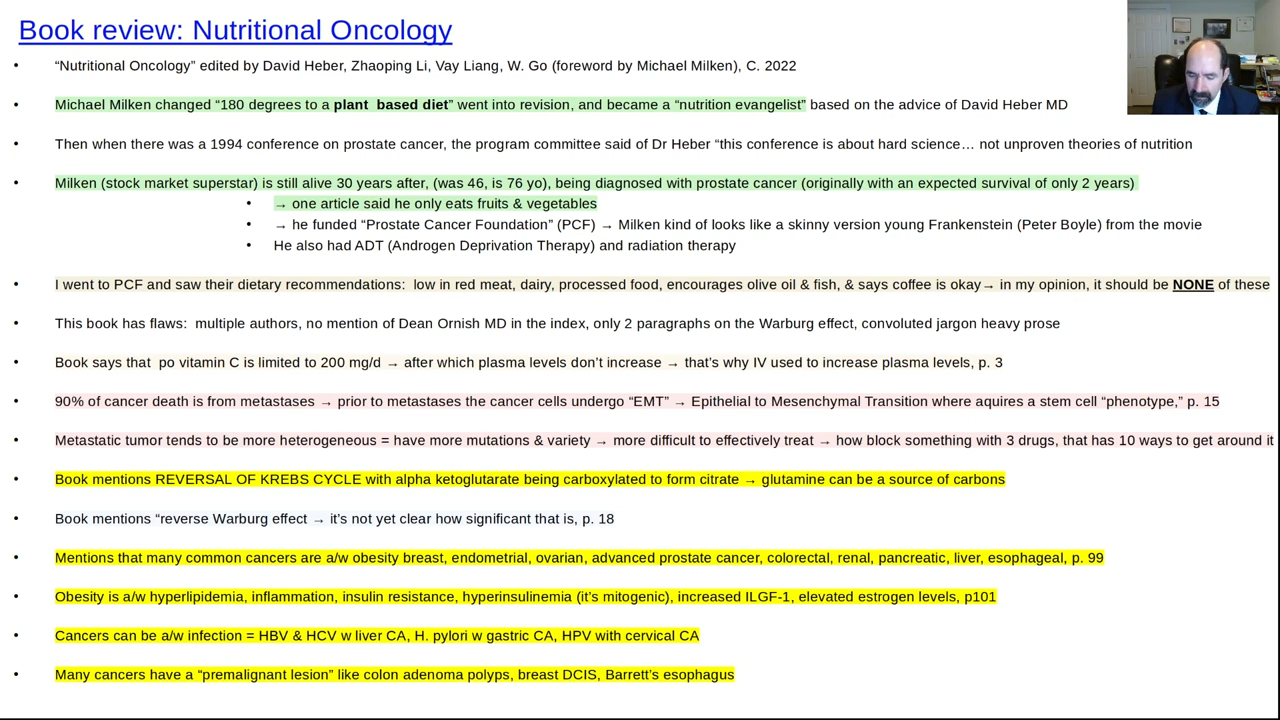 Book review: Nutritional Oncology
• “Nutritional Oncology” edited by David Heber, Zhaoping Li, Vay Liang, W. Go (foreword by Michael Milken), C. 2022
• Michael Milken changed “180 degrees to a plant based diet” went into revision, and became a “nutrition evangelist” based on the advice of David Heber MD
• Then when there was a 1994 conference on prostate cancer, the program committee said of Dr Heber “this conference is about hard science… not unproven theories of nutrition
• Milken (stock market superstar) is still alive 30 years after, (was 46, is 76 yo), being diagnosed with prostate cancer (originally with an expected survival of only 2 years)
• → one article said he only eats fruits & vegetables
• → he funded “Prostate Cancer Foundation” (PCF) → Milken kind of looks like a skinny version young Frankenstein (Peter Boyle) from the movie
• He also had ADT (Androgen Deprivation Therapy) and radiation therapy
• I went to PCF and saw their dietary recommendations: low in red meat, dairy, processed food, encourages olive oil & fish, & says coffee is okay→ in my opinion, it should be NONE of these
• This book has flaws: multiple authors, no mention of Dean Ornish MD in the index, only 2 paragraphs on the Warburg effect, convoluted jargon heavy prose
• Book says that po vitamin C is limited to 200 mg/d → after which plasma levels don’t increase → that’s why IV used to increase plasma levels, p. 3
• 90% of cancer death is from metastases → prior to metastases the cancer cells undergo “EMT” → Epithelial to Mesenchymal Transition where aquires a stem cell “phenotype,” p. 15
• Metastatic tumor tends to be more heterogeneous = have more mutations & variety → more difficult to effectively treat → how block something with 3 drugs, that has 10 ways to get around it
• Book mentions REVERSAL OF KREBS CYCLE with alpha ketoglutarate being carboxylated to form citrate → glutamine can be a source of carbons
• Book mentions “reverse Warburg effect → it’s not yet clear how significant that is, p. 18
• Mentions that many common cancers are a/w obesity breast, endometrial, ovarian, advanced prostate cancer, colorectal, renal, pancreatic, liver, esophageal, p. 99
• Obesity is a/w hyperlipidemia, inflammation, insulin resistance, hyperinsulinemia (it’s mitogenic), increased ILGF-1, elevated estrogen levels, p101
• Cancers can be a/w infection = HBV & HCV w liver CA, H. pylori w gastric CA, HPV with cervical CA
• Many cancers have a “premalignant lesion” like colon adenoma polyps, breast DCIS, Barrett’s esophagus